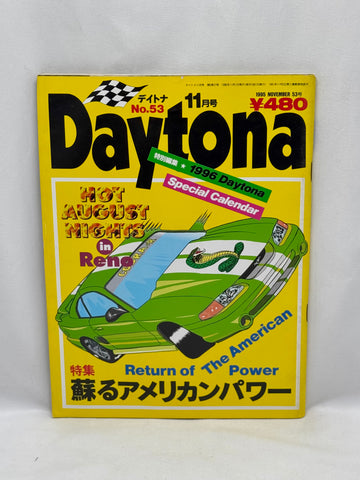 デイトナ
No.53
11月号
1995 NOVEMBER 53号
¥480
Daytona
特別編集 ★ 1996 Daytona
Special Calendar
HOT
AUGUST
NIGHTS
in
Reno
Return of The American
Power
特集
蘇るアメリカンパワー